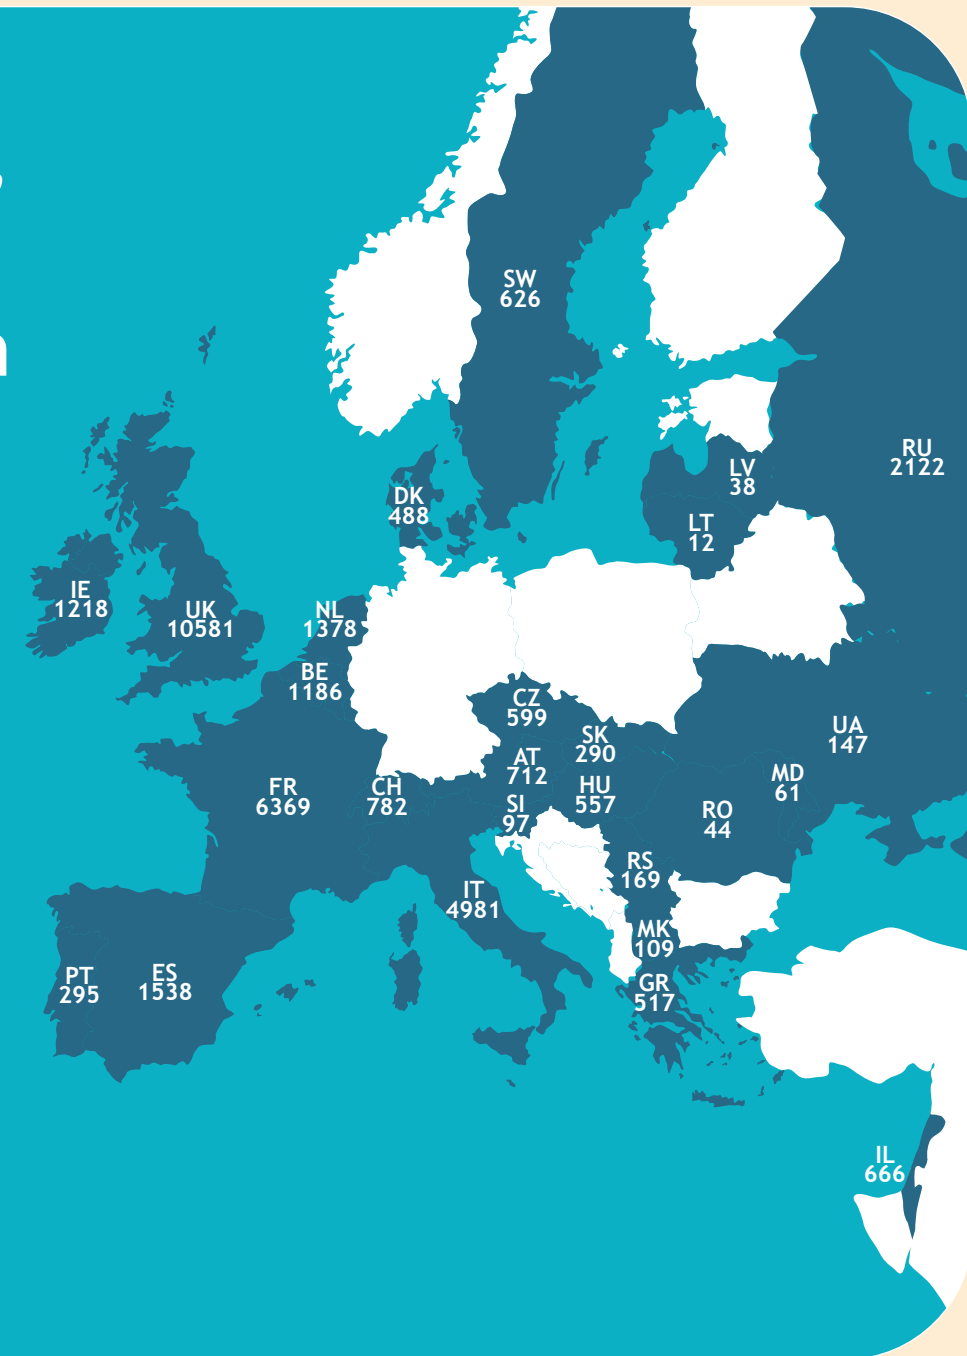 SW
626
RU
2122
LV
38
DK
488
LT
12
IE
1218
UK
10581
NL
1378
BE
1186
CZ
599
SK
290
UA
147
AT
712
MD
61
FR
6369
CH
782
HU
557
SI
97
RO
44
RS
169
IT
4981
MK
109
PT
295
ES
1538
GR
517
IL
666